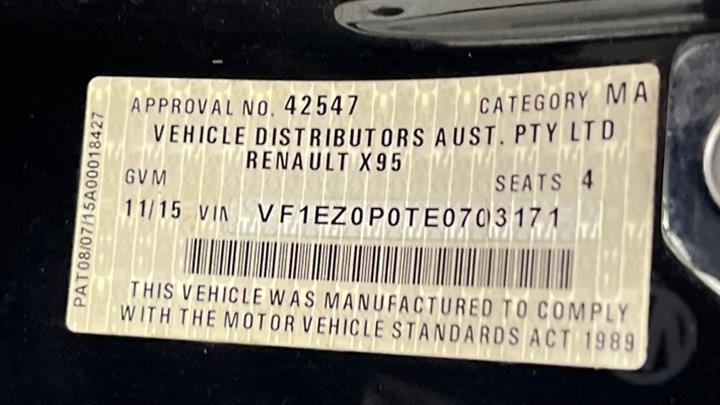 APPROVAL NO. 42547 CATEGORY MA
VEHICLE DISTRIBUTORS AUST. PTY LTD
RENAULT X95
GVM SEATS 4
11/15 VIN VF1EZ0P0TE0703171
THIS VEHICLE WAS MANUFACTURED TO COMPLY
WITH THE MOTOR VEHICLE STANDARDS ACT 1989
PAT08/07/15A00018427